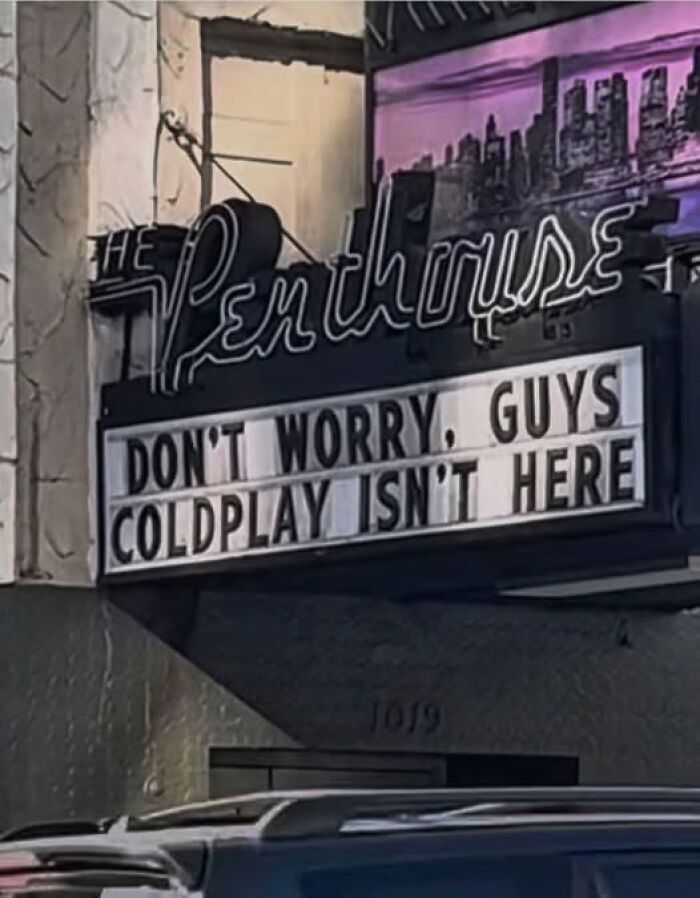 THE Penthouse
DON'T WORRY, GUYS
COLDPLAY ISN'T HERE
1019